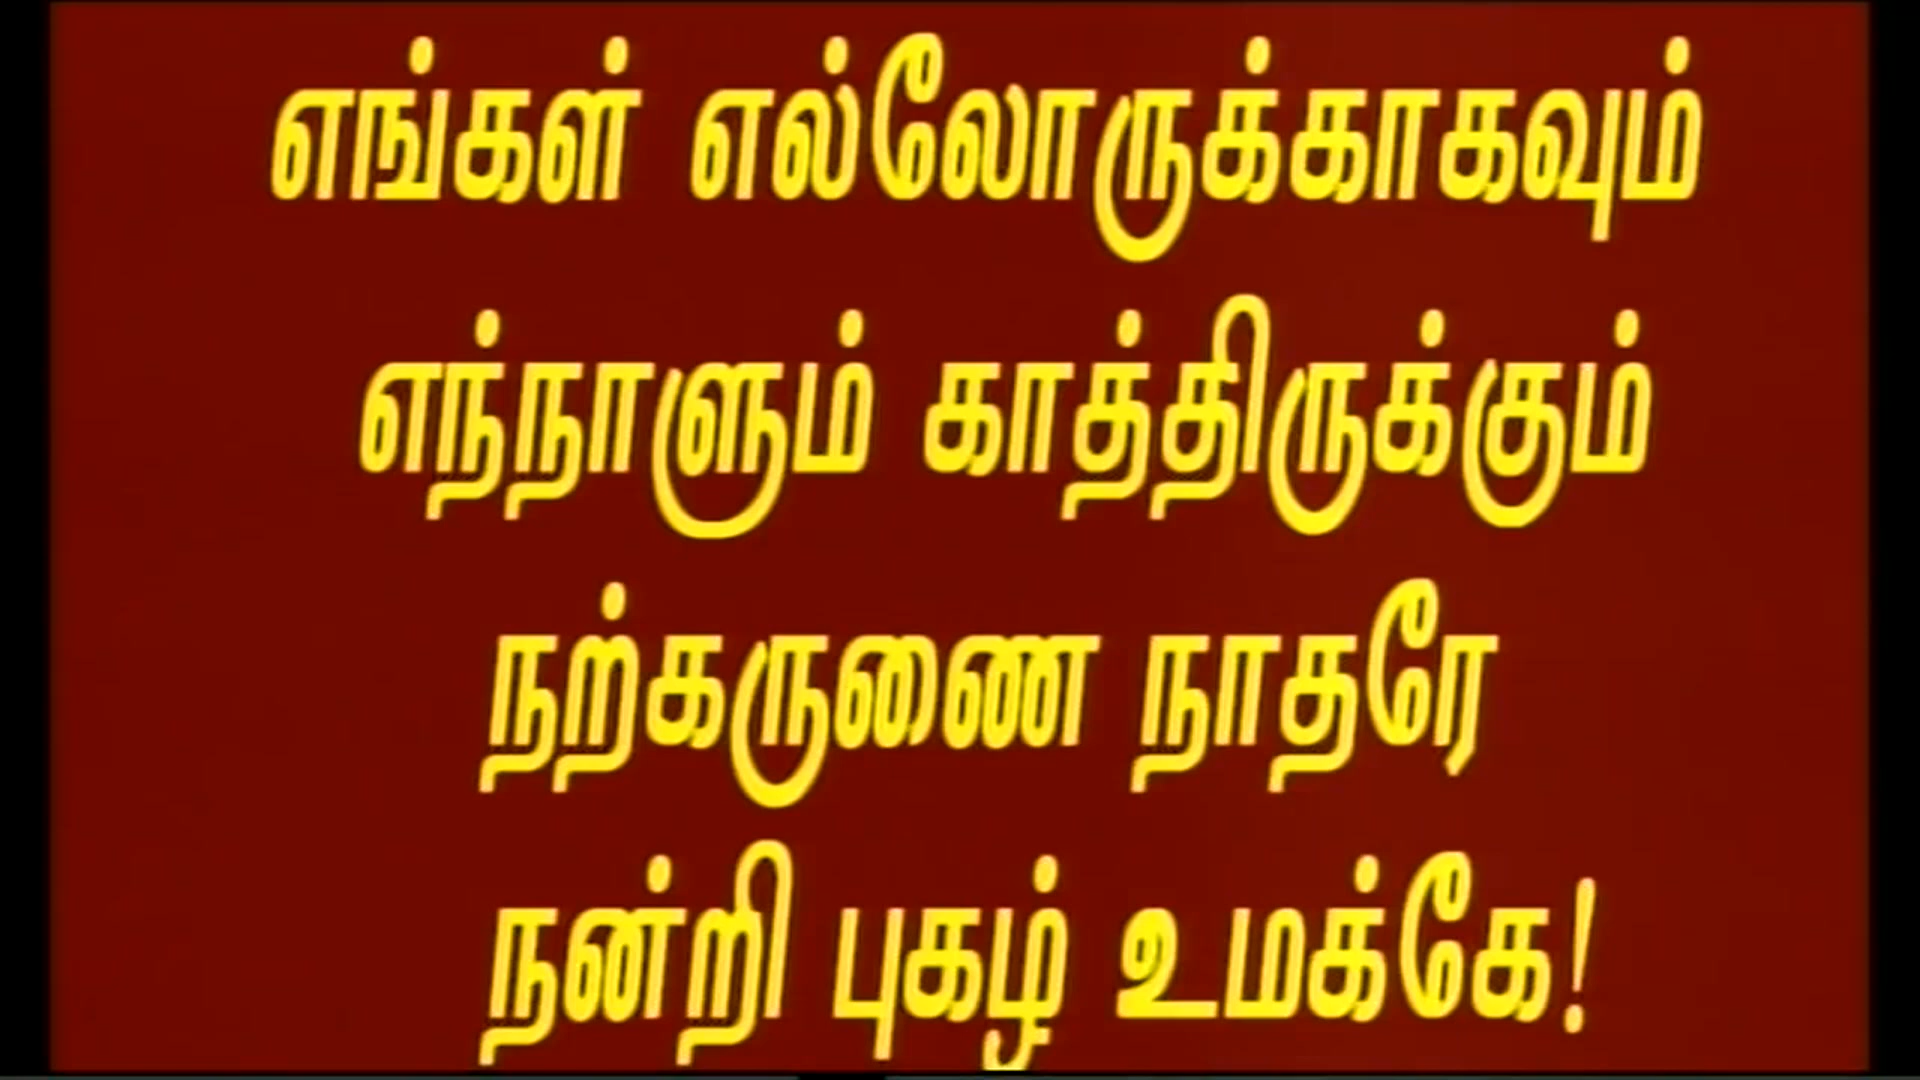 எங்கள் எல்லோருக்காகவும்
எந்நாளும் காத்திருக்கும்
நற்கருணை நாதரே
நன்றி புகழ் உமக்கே!